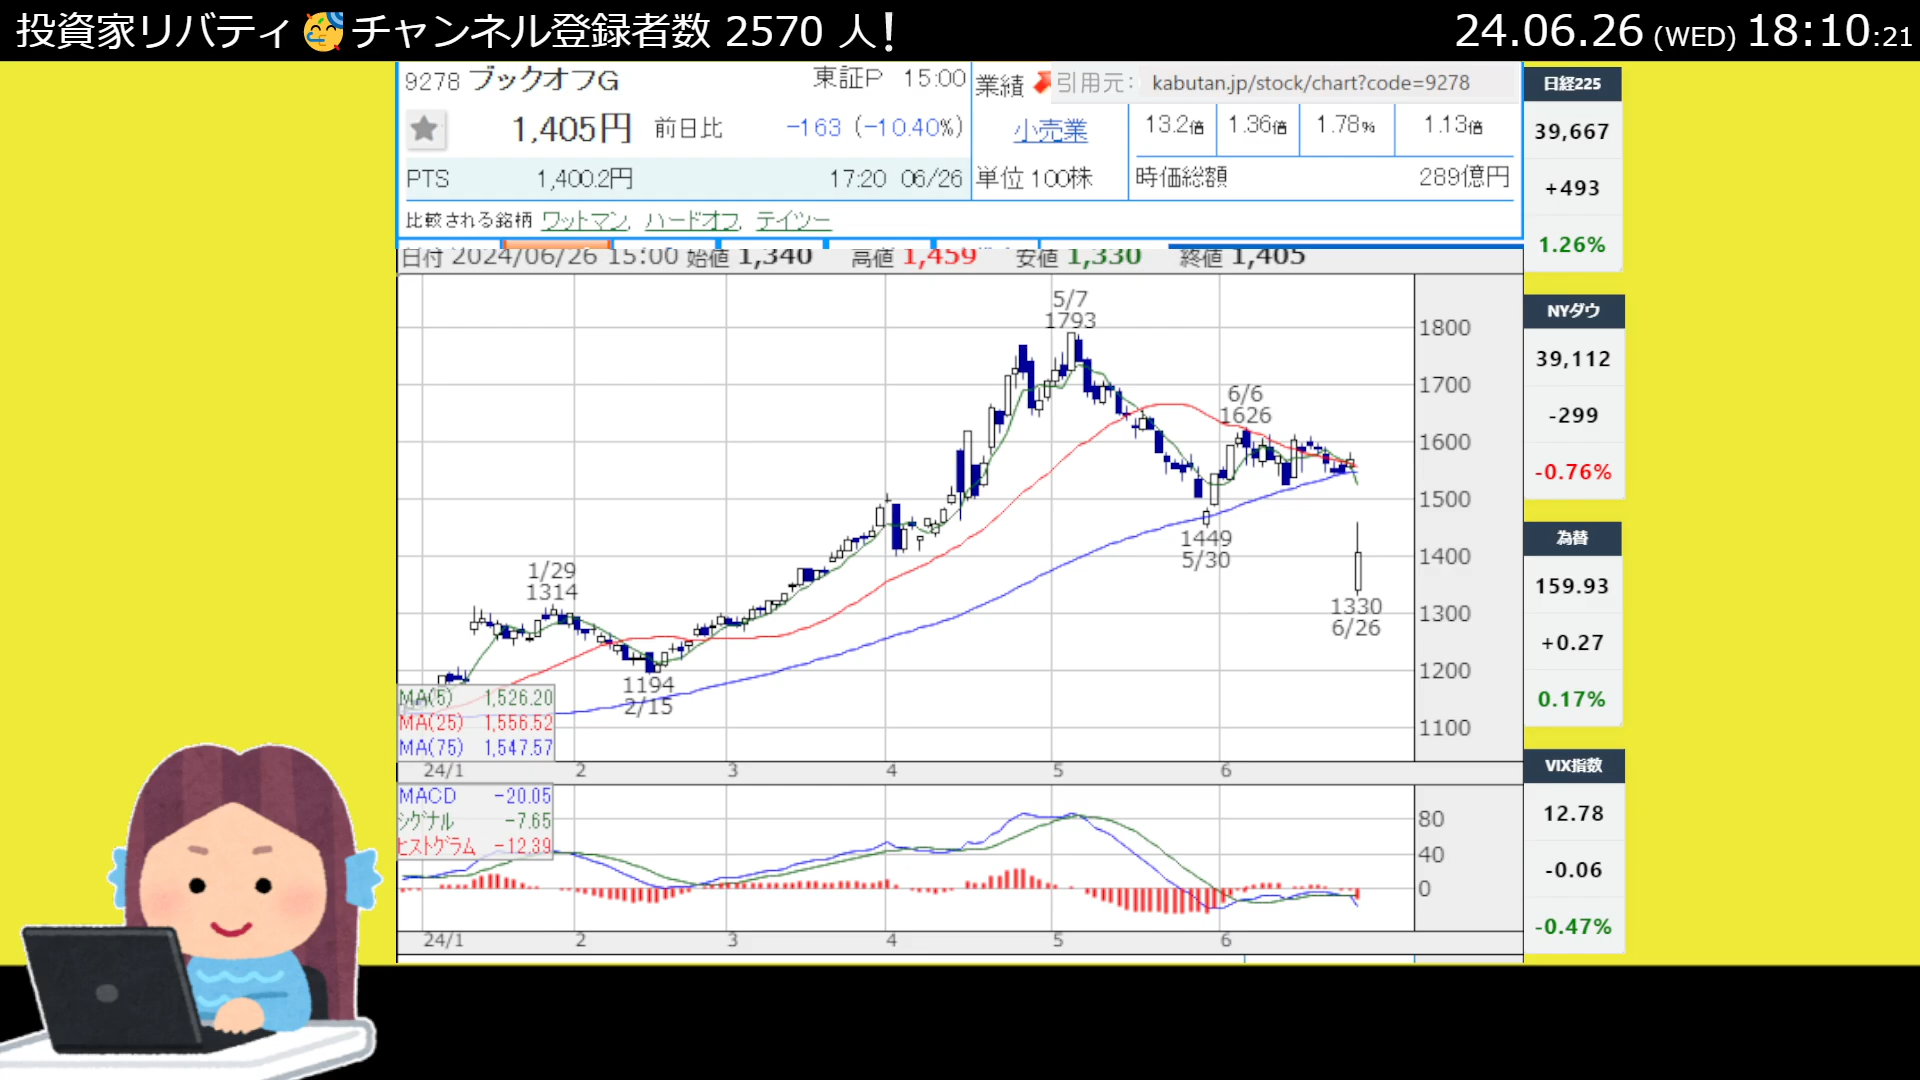 投資家リバティ🥳チャンネル登録者数 2570 人!
24.06.26 (WED) 18:10:21
9278 ブックオフG 東証P 15:00
業績 引用元: kabutan.jp/stock/chart?code=9278
1,405円 前日比 -163 (-10.40%)
小売業 13.2倍 1.36倍 1.78% 1.13倍
PTS 1,400.2円 17:20 06/26
単位 100株 時価総額 289億円
比較される銘柄 ワットマン, ハードオフ, テイツー
日付 2024/06/26 15:00 始値 1,340 高値 1,459 安値 1,330 終値 1,405
5/7
1793
6/6
1626
1/29
1314
1449
5/30
1330
6/26
1194
2/15
1800
1700
1600
1500
1400
1300
1200
1100
MA(5) 1,526.20
MA(25) 1,556.52
MA(75) 1,547.57
24/1 2 3 4 5 6
MACD -20.05
シグナル -7.65
ヒストグラム -12.39
80
40
0
24/1 2 3 4 5 6
日経225
39,667
+493
1.26%
NYダウ
39,112
-299
-0.76%
為替
159.93
+0.27
0.17%
VIX指数
12.78
-0.06
-0.47%